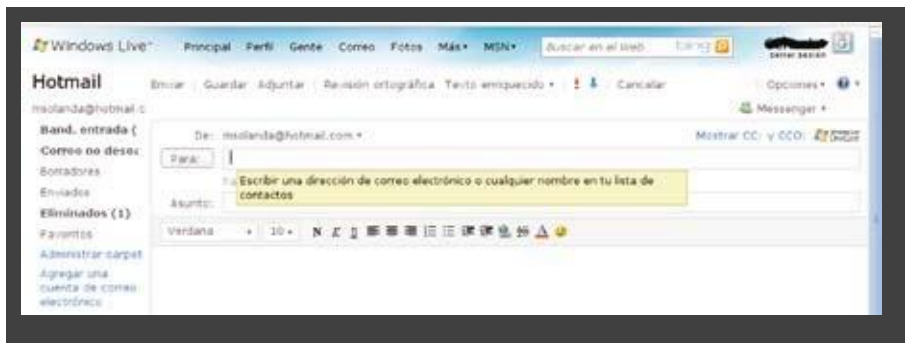 Windows Live Principal Perfil Gente Correo Fotos Más MSN Buscar en el Web bing
cerrar sesión
Hotmail Enviar Guardar Adjuntar Revisión ortográfica Texto enriquecido Cancelar Opciones
Messenger
Band. entrada (
De: hotmail.com Mostrar CC: y CCO:
Correo no dese
Para:
Borradores
Escribir una dirección de correo electrónico o cualquier nombre en tu lista de
contactos
Enviados
Asunto:
Eliminados (1)
Favoritos
Verdana 10 N
Administrar carpet
Agregar una
cuenta de correo
electrónico